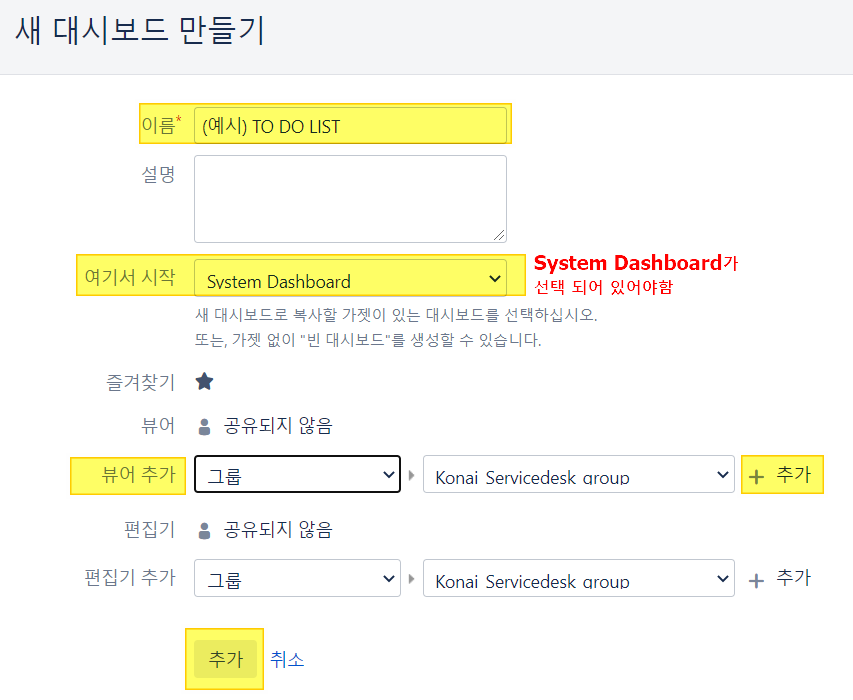 새 대시보드 만들기
이름* (예시) TO DO LIST
설명
여기서 시작 System Dashboard System Dashboard가
선택 되어 있어야함
새 대시보드로 복사할 가젯이 있는 대시보드를 선택하십시오.
또는, 가젯 없이 "빈 대시보드"를 생성할 수 있습니다.
즐겨찾기
뷰어 공유되지 않음
뷰어 추가 그룹 Konai Servicedesk group + 추가
편집기 공유되지 않음
편집기 추가 그룹 Konai Servicedesk group + 추가
추가 취소